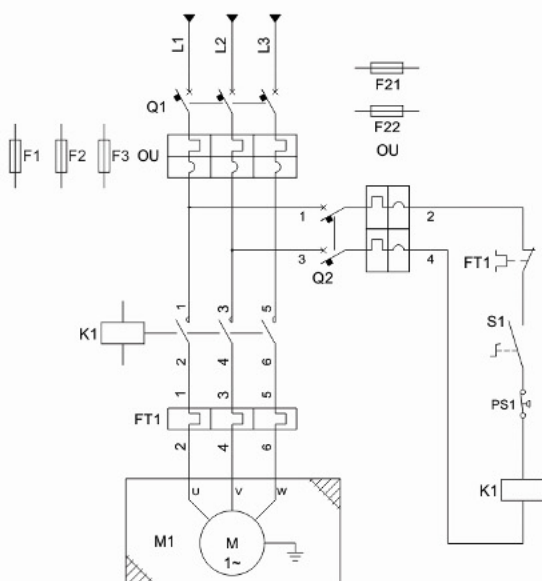 L1 L2 L3
F21
Q1
F22
F1 F2 F3 OU
OU
1 2
3 4
Q2
FT1
1 3 5
S1
K1
2 4 6
PS1
1 3 5
FT1
2 4 6
K1
U V W
M1 M
1~